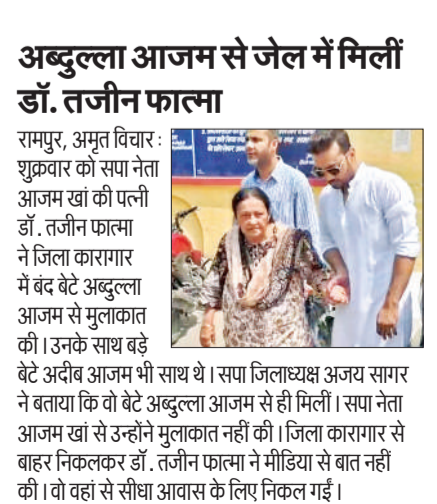 अब्दुल्ला आजम से जेल में मिलीं
डॉ. तजीन फात्मा
रामपुर, अमृत विचार :
शुक्रवार को सपा नेता
आजम खां की पत्नी
डॉ. तजीन फात्मा
ने जिला कारागार
में बंद बेटे अब्दुल्ला
आजम से मुलाकात
की। उनके साथ बड़े
बेटे अदीब आजम भी साथ थे। सपा जिलाध्यक्ष अजय सागर
ने बताया कि वो बेटे अब्दुल्ला आजम से ही मिलीं। सपा नेता
आजम खां से उन्होंने मुलाकात नहीं की। जिला कारागार से
बाहर निकलकर डॉ. तजीन फात्मा ने मीडिया से बात नहीं
की। वो वहां से सीधा आवास के लिए निकल गईं।